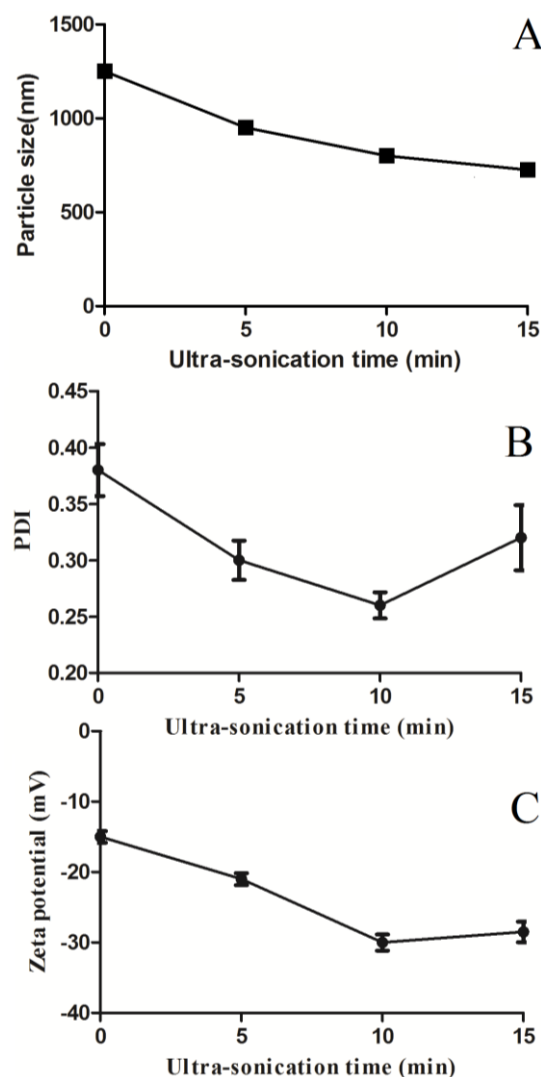 A
1500
1000
500
0
Particle size(nm)
0 5 10 15
Ultra-sonication time (min)
B
0.45
0.40
0.35
0.30
0.25
0.20
PDI
0 5 10 15
Ultra-sonication time (min)
C
0
-10
-20
-30
-40
Zeta potential (mV)
0 5 10 15
Ultra-sonication time (min)